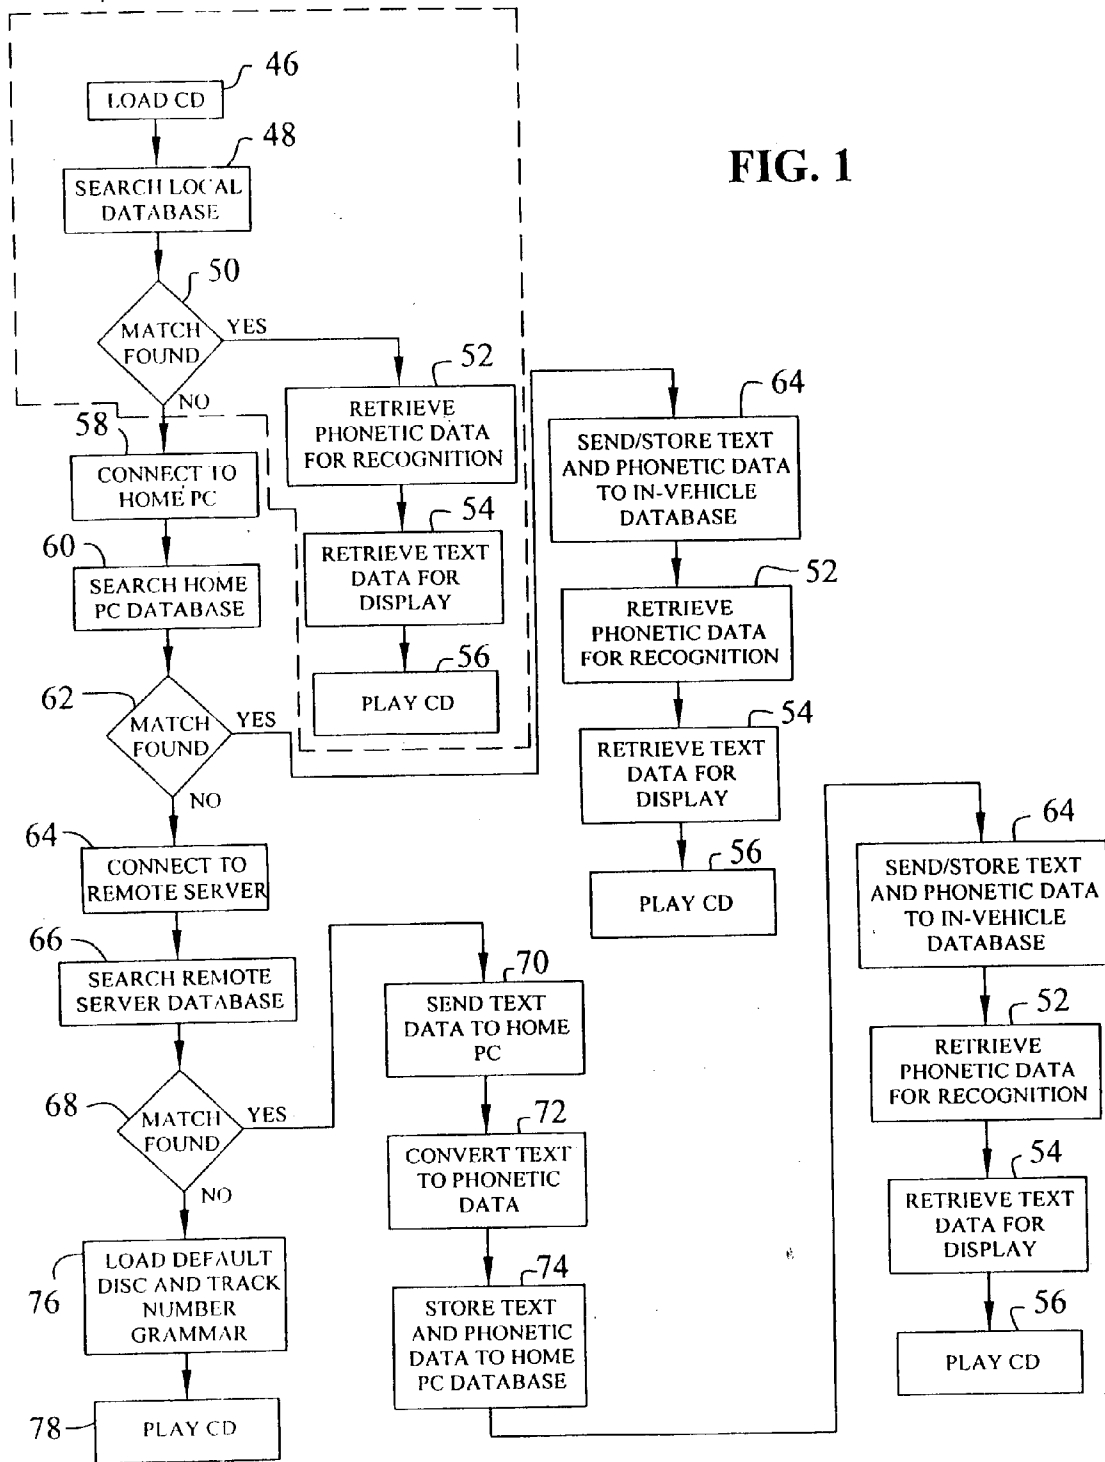 FIG. 1
46
LOAD CD
48
SEARCH LOCAL
DATABASE
50
MATCH
FOUND
YES
NO
52
RETRIEVE
PHONETIC DATA
FOR RECOGNITION
54
RETRIEVE TEXT
DATA FOR
DISPLAY
56
PLAY CD
58
CONNECT TO
HOME PC
60
SEARCH HOME
PC DATABASE
62
MATCH
FOUND
YES
NO
64
SEND/STORE TEXT
AND PHONETIC DATA
TO IN-VEHICLE
DATABASE
52
RETRIEVE
PHONETIC DATA
FOR RECOGNITION
54
RETRIEVE TEXT
DATA FOR
DISPLAY
56
PLAY CD
64
CONNECT TO
REMOTE SERVER
66
SEARCH REMOTE
SERVER DATABASE
68
MATCH
FOUND
YES
NO
70
SEND TEXT
DATA TO HOME
PC
72
CONVERT TEXT
TO PHONETIC
DATA
74
STORE TEXT
AND PHONETIC
DATA TO HOME
PC DATABASE
64
SEND/STORE TEXT
AND PHONETIC DATA
TO IN-VEHICLE
DATABASE
52
RETRIEVE
PHONETIC DATA
FOR RECOGNITION
54
RETRIEVE TEXT
DATA FOR
DISPLAY
56
PLAY CD
76
LOAD DEFAULT
DISC AND TRACK
NUMBER
GRAMMAR
78
PLAY CD